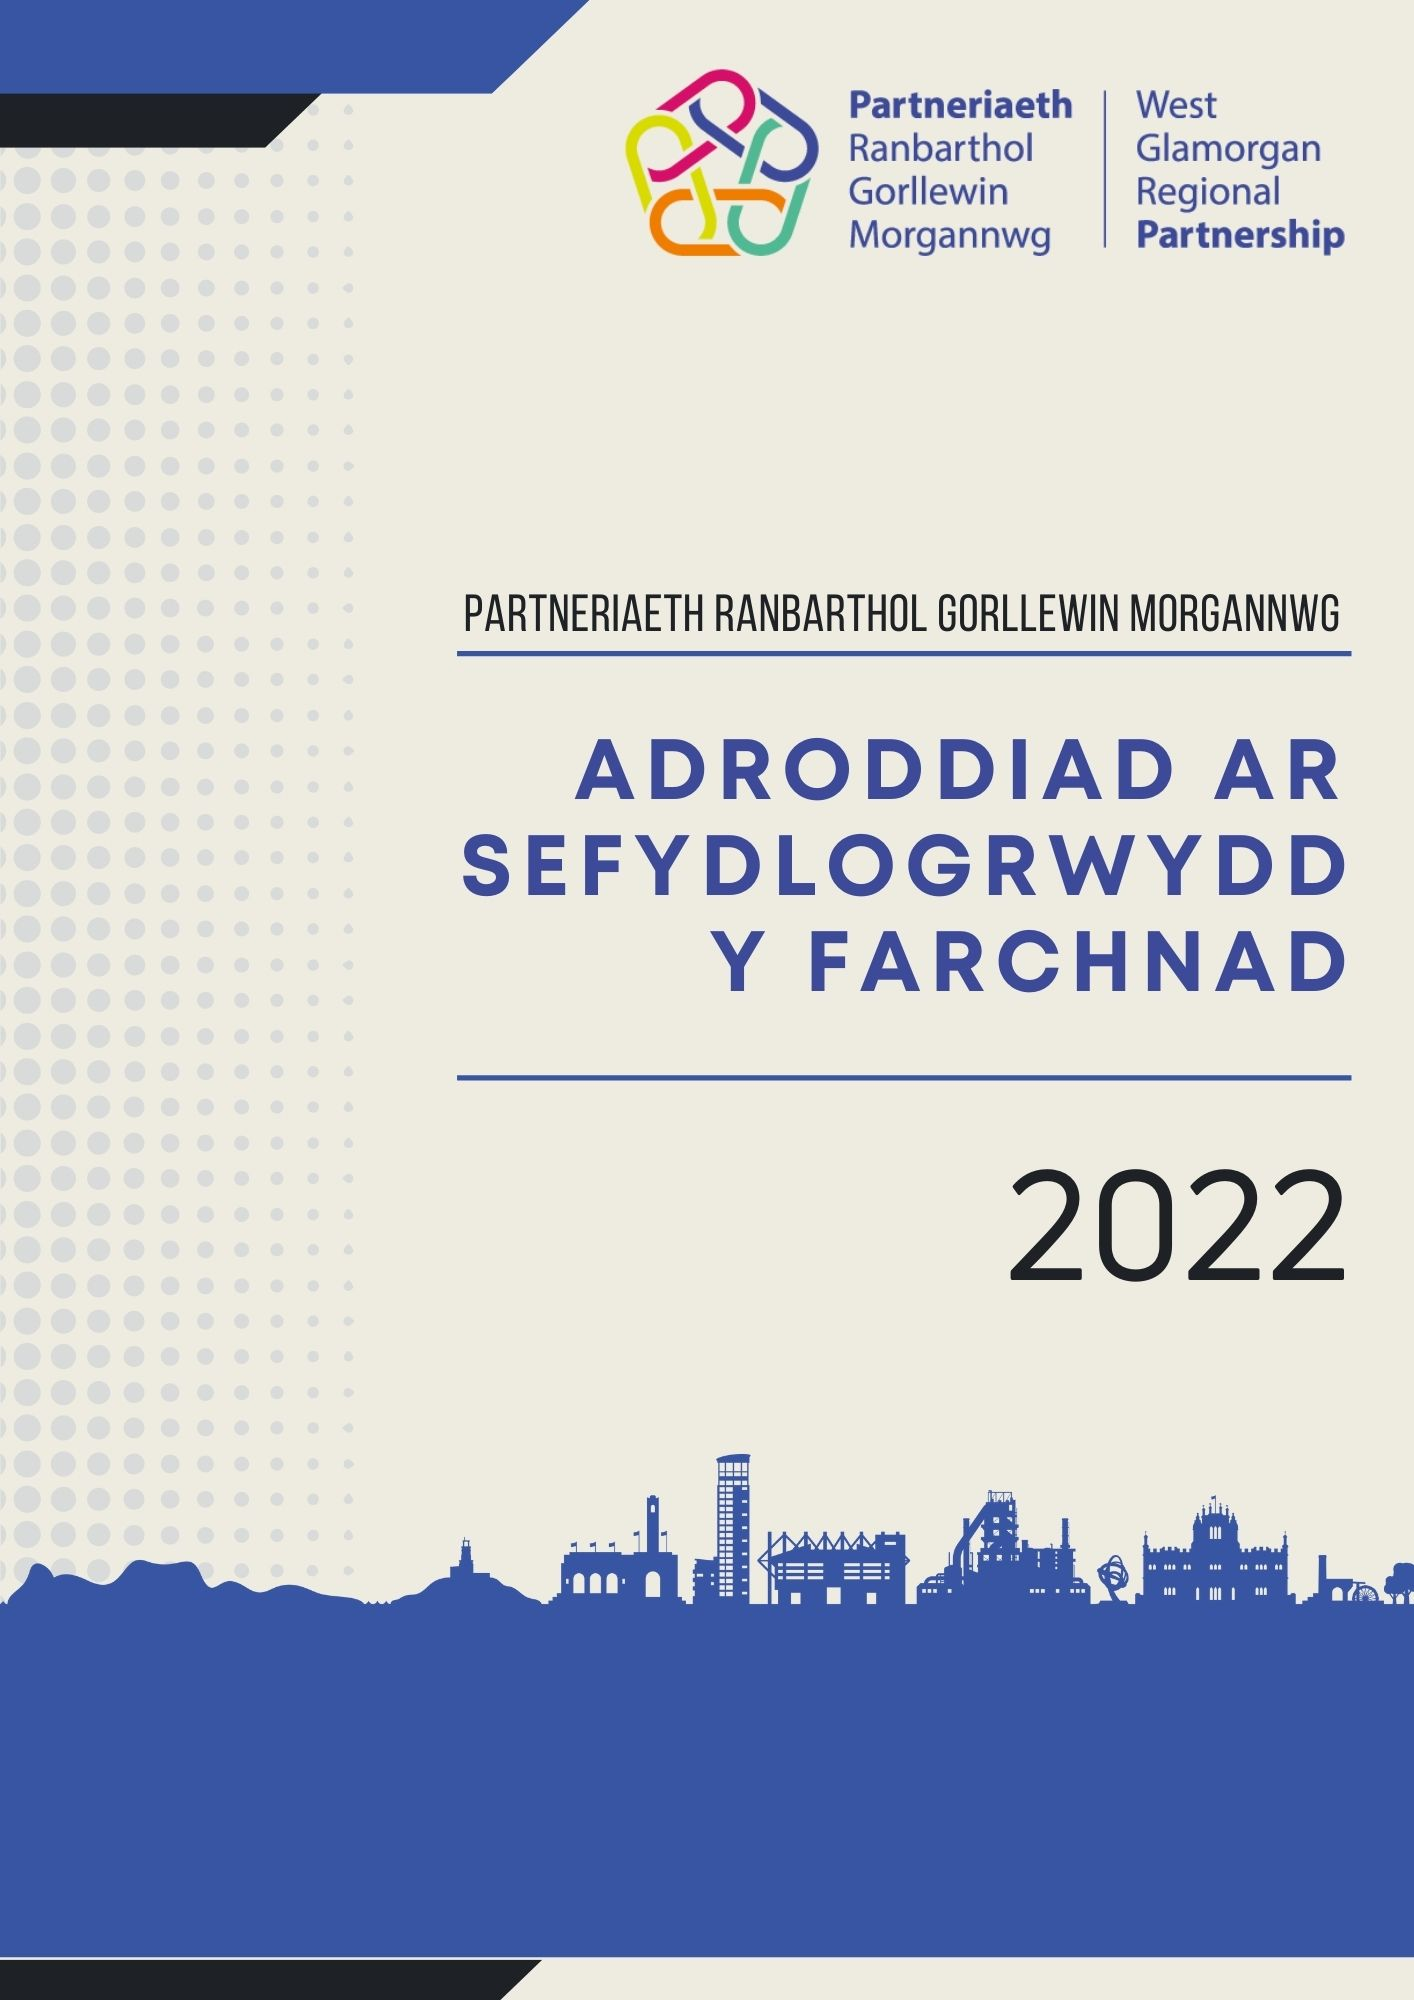 Partneriaeth
Ranbarthol
Gorllewin
Morgannwg
West
Glamorgan
Regional
Partnership
PARTNERIAETH RANBARTHOL GORLLEWIN MORGANNWG
ADRODDIAD AR
SEFYDLOGRWYDD
Y FARCHNAD
2022